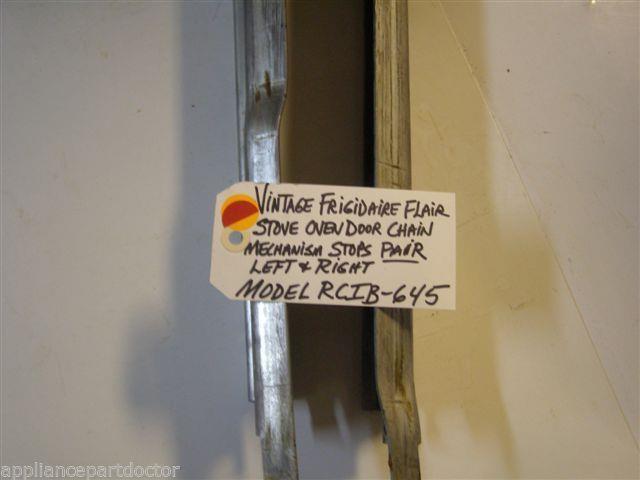 VINTAGE FRIGIDAIRE FLAIR
STOVE OVEN DOOR CHAIN
MECHANISM STOPS PAIR
LEFT & RIGHT
MODEL RCIB-645
appliancepartdoctor